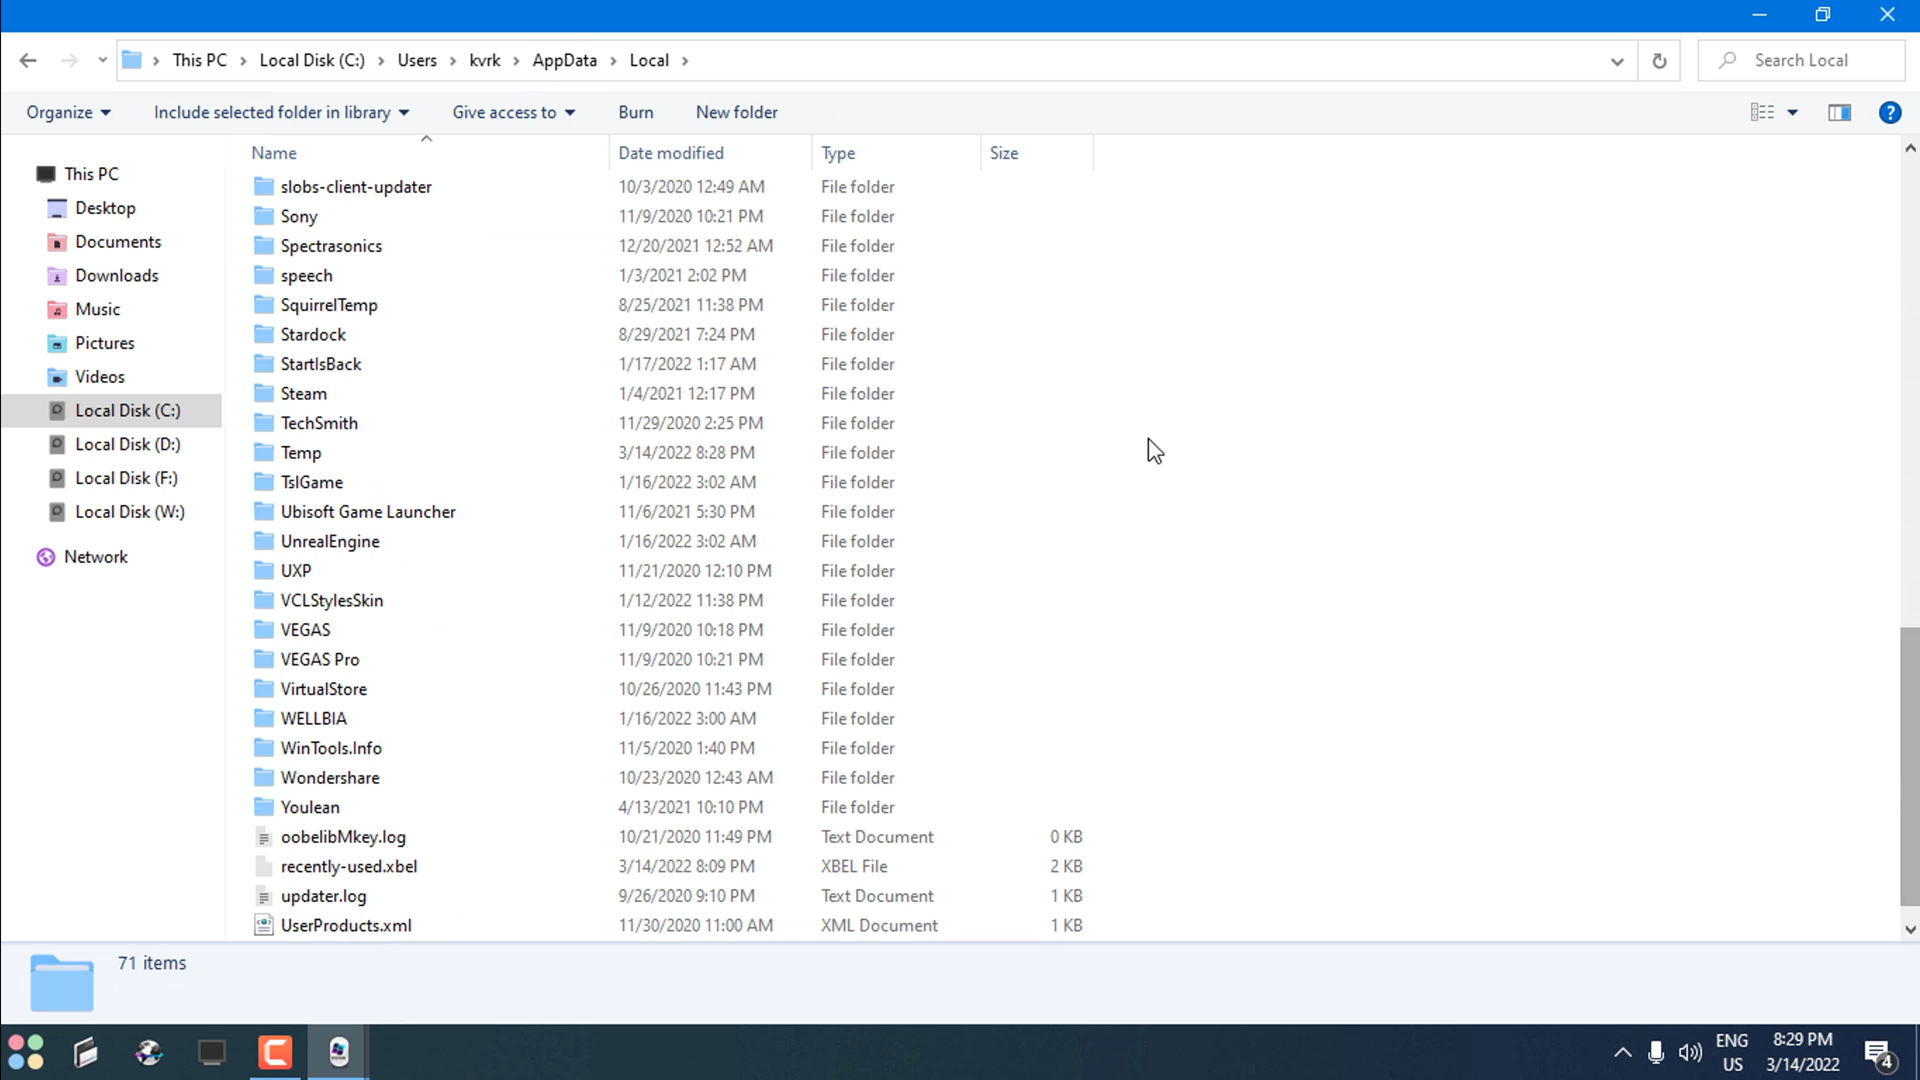 This PC > Local Disk (C:) > Users > kvrk > AppData > Local >
Search Local
Organize Include selected folder in library Give access to Burn New folder
Name Date modified Type Size
This PC
Desktop
Documents
Downloads
Music
Pictures
Videos
Local Disk (C:)
Local Disk (D:)
Local Disk (F:)
Local Disk (W:)
Network
slobs-client-updater 10/3/2020 12:49 AM File folder
Sony 11/9/2020 10:21 PM File folder
Spectrasonics 12/20/2021 12:52 AM File folder
speech 1/3/2021 2:02 PM File folder
SquirrelTemp 8/25/2021 11:38 PM File folder
Stardock 8/29/2021 7:24 PM File folder
StartIsBack 1/17/2022 1:17 AM File folder
Steam 1/4/2021 12:17 PM File folder
TechSmith 11/29/2020 2:25 PM File folder
Temp 3/14/2022 8:28 PM File folder
TslGame 1/16/2022 3:02 AM File folder
Ubisoft Game Launcher 11/6/2021 5:30 PM File folder
UnrealEngine 1/16/2022 3:02 AM File folder
UXP 11/21/2020 12:10 PM File folder
VCLStylesSkin 1/12/2022 11:38 PM File folder
VEGAS 11/9/2020 10:18 PM File folder
VEGAS Pro 11/9/2020 10:21 PM File folder
VirtualStore 10/26/2020 11:43 PM File folder
WELLBIA 1/16/2022 3:00 AM File folder
WinTools.Info 11/5/2020 1:40 PM File folder
Wondershare 10/23/2020 12:43 AM File folder
Youlean 4/13/2021 10:10 PM File folder
oobelibMkey.log 10/21/2020 11:49 PM Text Document 0 KB
recently-used.xbel 3/14/2022 8:09 PM XBEL File 2 KB
updater.log 9/26/2020 9:10 PM Text Document 1 KB
UserProducts.xml 11/30/2020 11:00 AM XML Document 1 KB
71 items
ENG
US
8:29 PM
3/14/2022
4